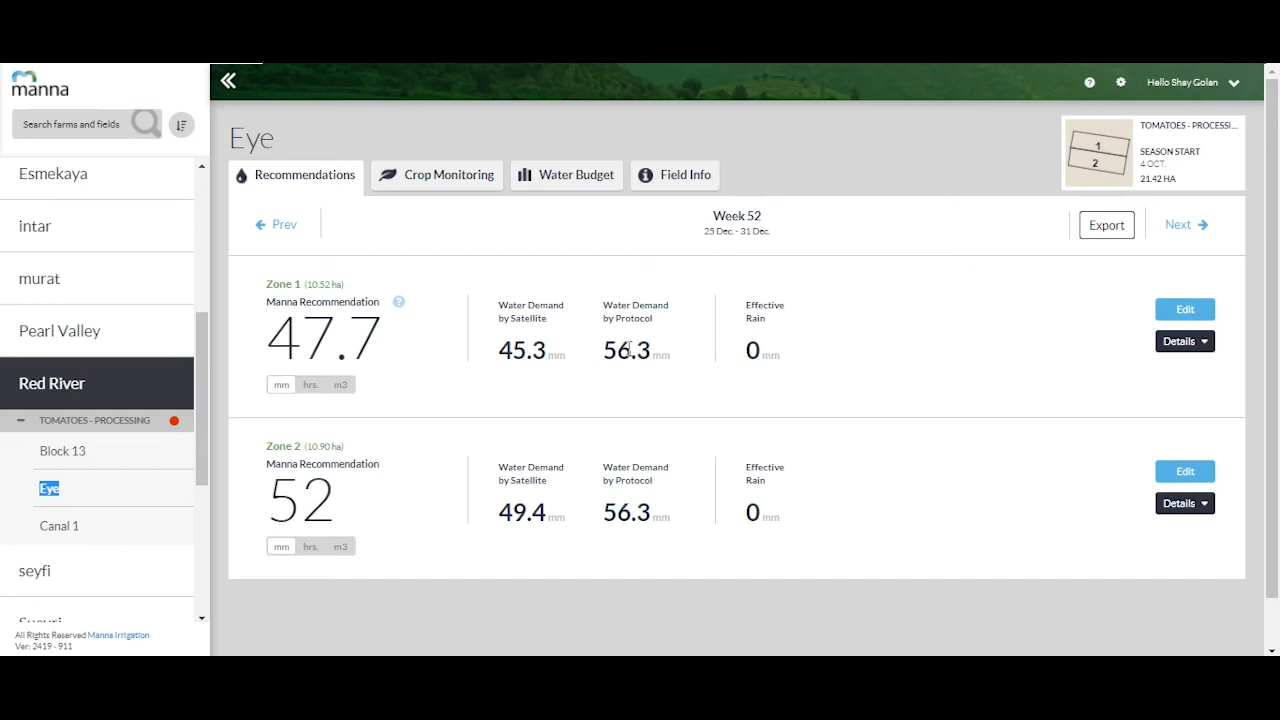 manna
Search farms and fields
Esmekaya
intar
murat
Pearl Valley
Red River
TOMATOES - PROCESSING
Block 13
Eye
Canal 1
seyfi
All Rights Reserved Manna Irrigation
Ver: 2419 - 911
Hello Shay Golan
Eye
TOMATOES - PROCESSI...
SEASON START
4 OCT.
21.42 HA
1
2
Recommendations
Crop Monitoring
Water Budget
Field Info
Prev
Week 52
25 Dec. - 31 Dec.
Export
Next
Zone 1 (10.52 ha)
Manna Recommendation ?
47.7
mm hrs. m3
Water Demand
by Satellite
45.3 mm
Water Demand
by Protocol
56.3 mm
Effective
Rain
0 mm
Edit
Details
Zone 2 (10.90 ha)
Manna Recommendation
52
mm hrs. m3
Water Demand
by Satellite
49.4 mm
Water Demand
by Protocol
56.3 mm
Effective
Rain
0 mm
Edit
Details